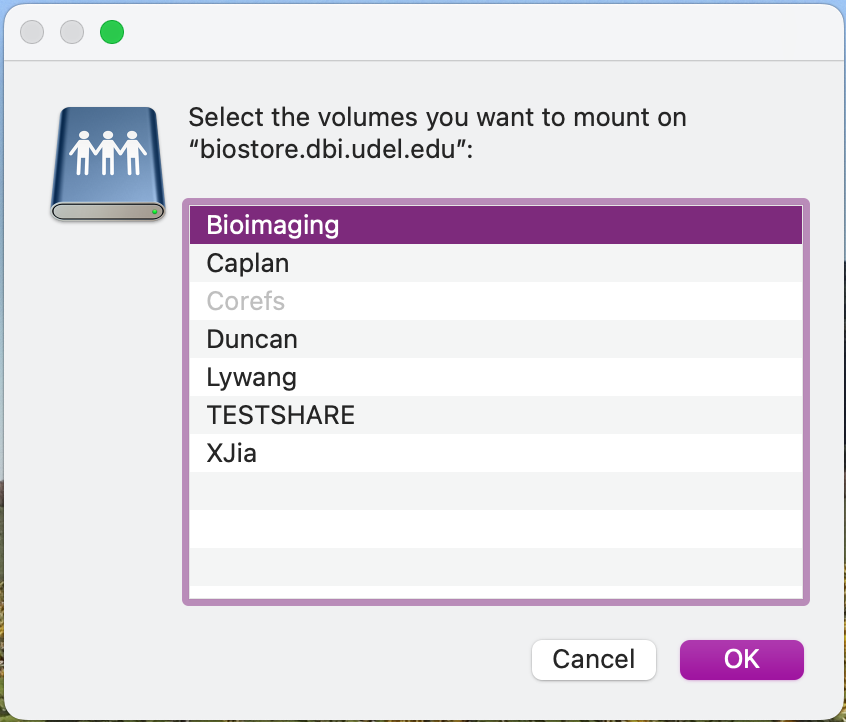 Select the volumes you want to mount on
“biostore.dbi.udel.edu”:
Bioimaging
Caplan
Corefs
Duncan
Lywang
TESTSHARE
XJia
Cancel
OK